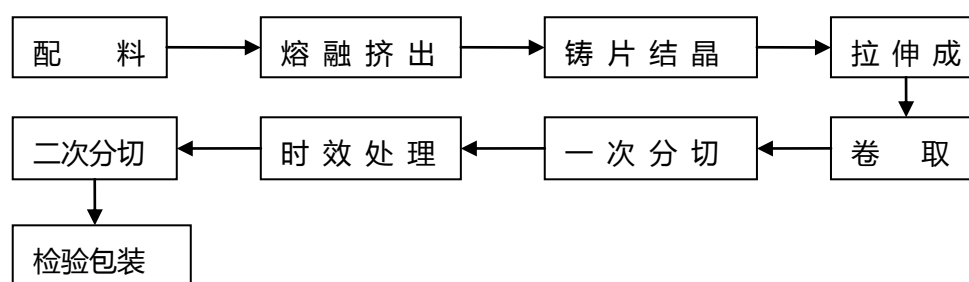 配料
熔融挤出
铸片结晶
拉伸成
卷取
一次分切
时效处理
二次分切
检验包装